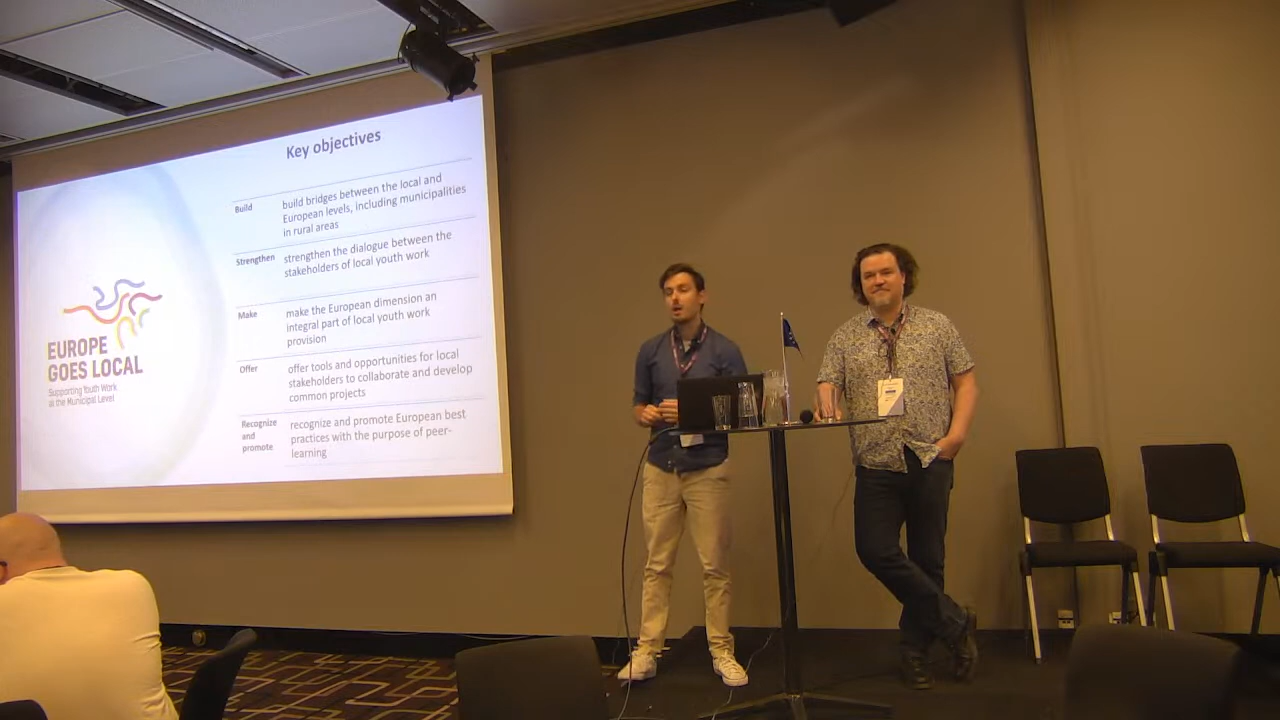 Key objectives
Build
build bridges between the local and
European levels, including municipalities
in rural areas
Strengthen
strengthen the dialogue between the
stakeholders of local youth work
Make
make the European dimension an
integral part of local youth work
provision
Offer
offer tools and opportunities for local
stakeholders to collaborate and develop
common projects
Recognize
and
promote
recognize and promote European best
practices with the purpose of peer-
learning
EUROPE
GOES LOCAL
Supporting Youth Work
at the Municipal Level